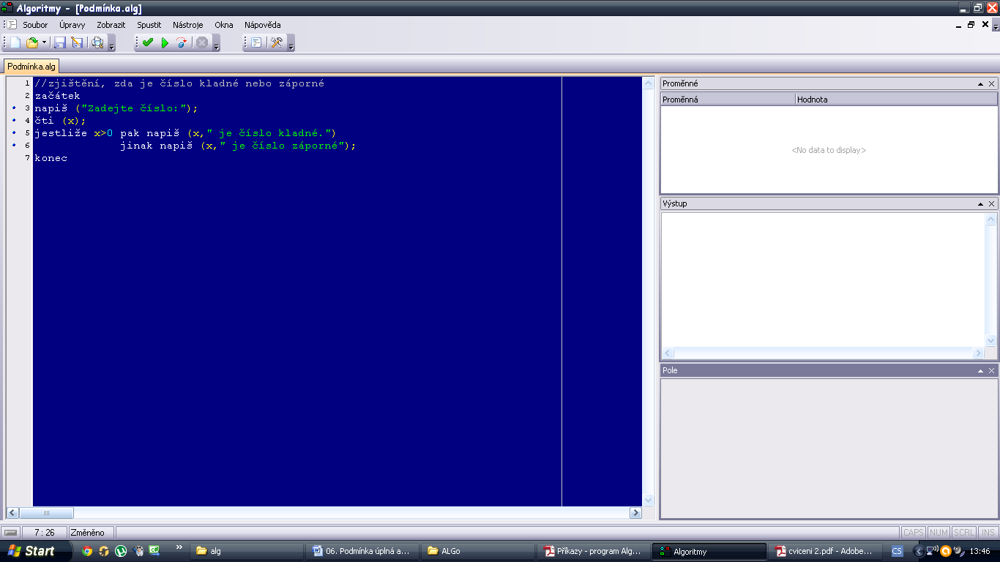 Algoritmy - [Podmínka.alg]
Soubor Úpravy Zobrazit Spustit Nástroje Okna Nápověda
Podmínka.alg
1 //zjištění, zda je číslo kladné nebo záporné
2 začátek
3 napiš ("Zadejte číslo:");
4 čti (x);
5 jestliže x>0 pak napiš (x," je číslo kladné.")
6 jinak napiš (x," je číslo záporné");
7 konec
Proměnné
Proměnná Hodnota
<No data to display>
Výstup
Pole
7 : 26 Změněno CAPS NUM SCRL INS
Start alg 06. Podmínka úplná a... ALGo Příkazy - program Alg... Algoritmy cviceni 2.pdf - Adobe... CS 13:46